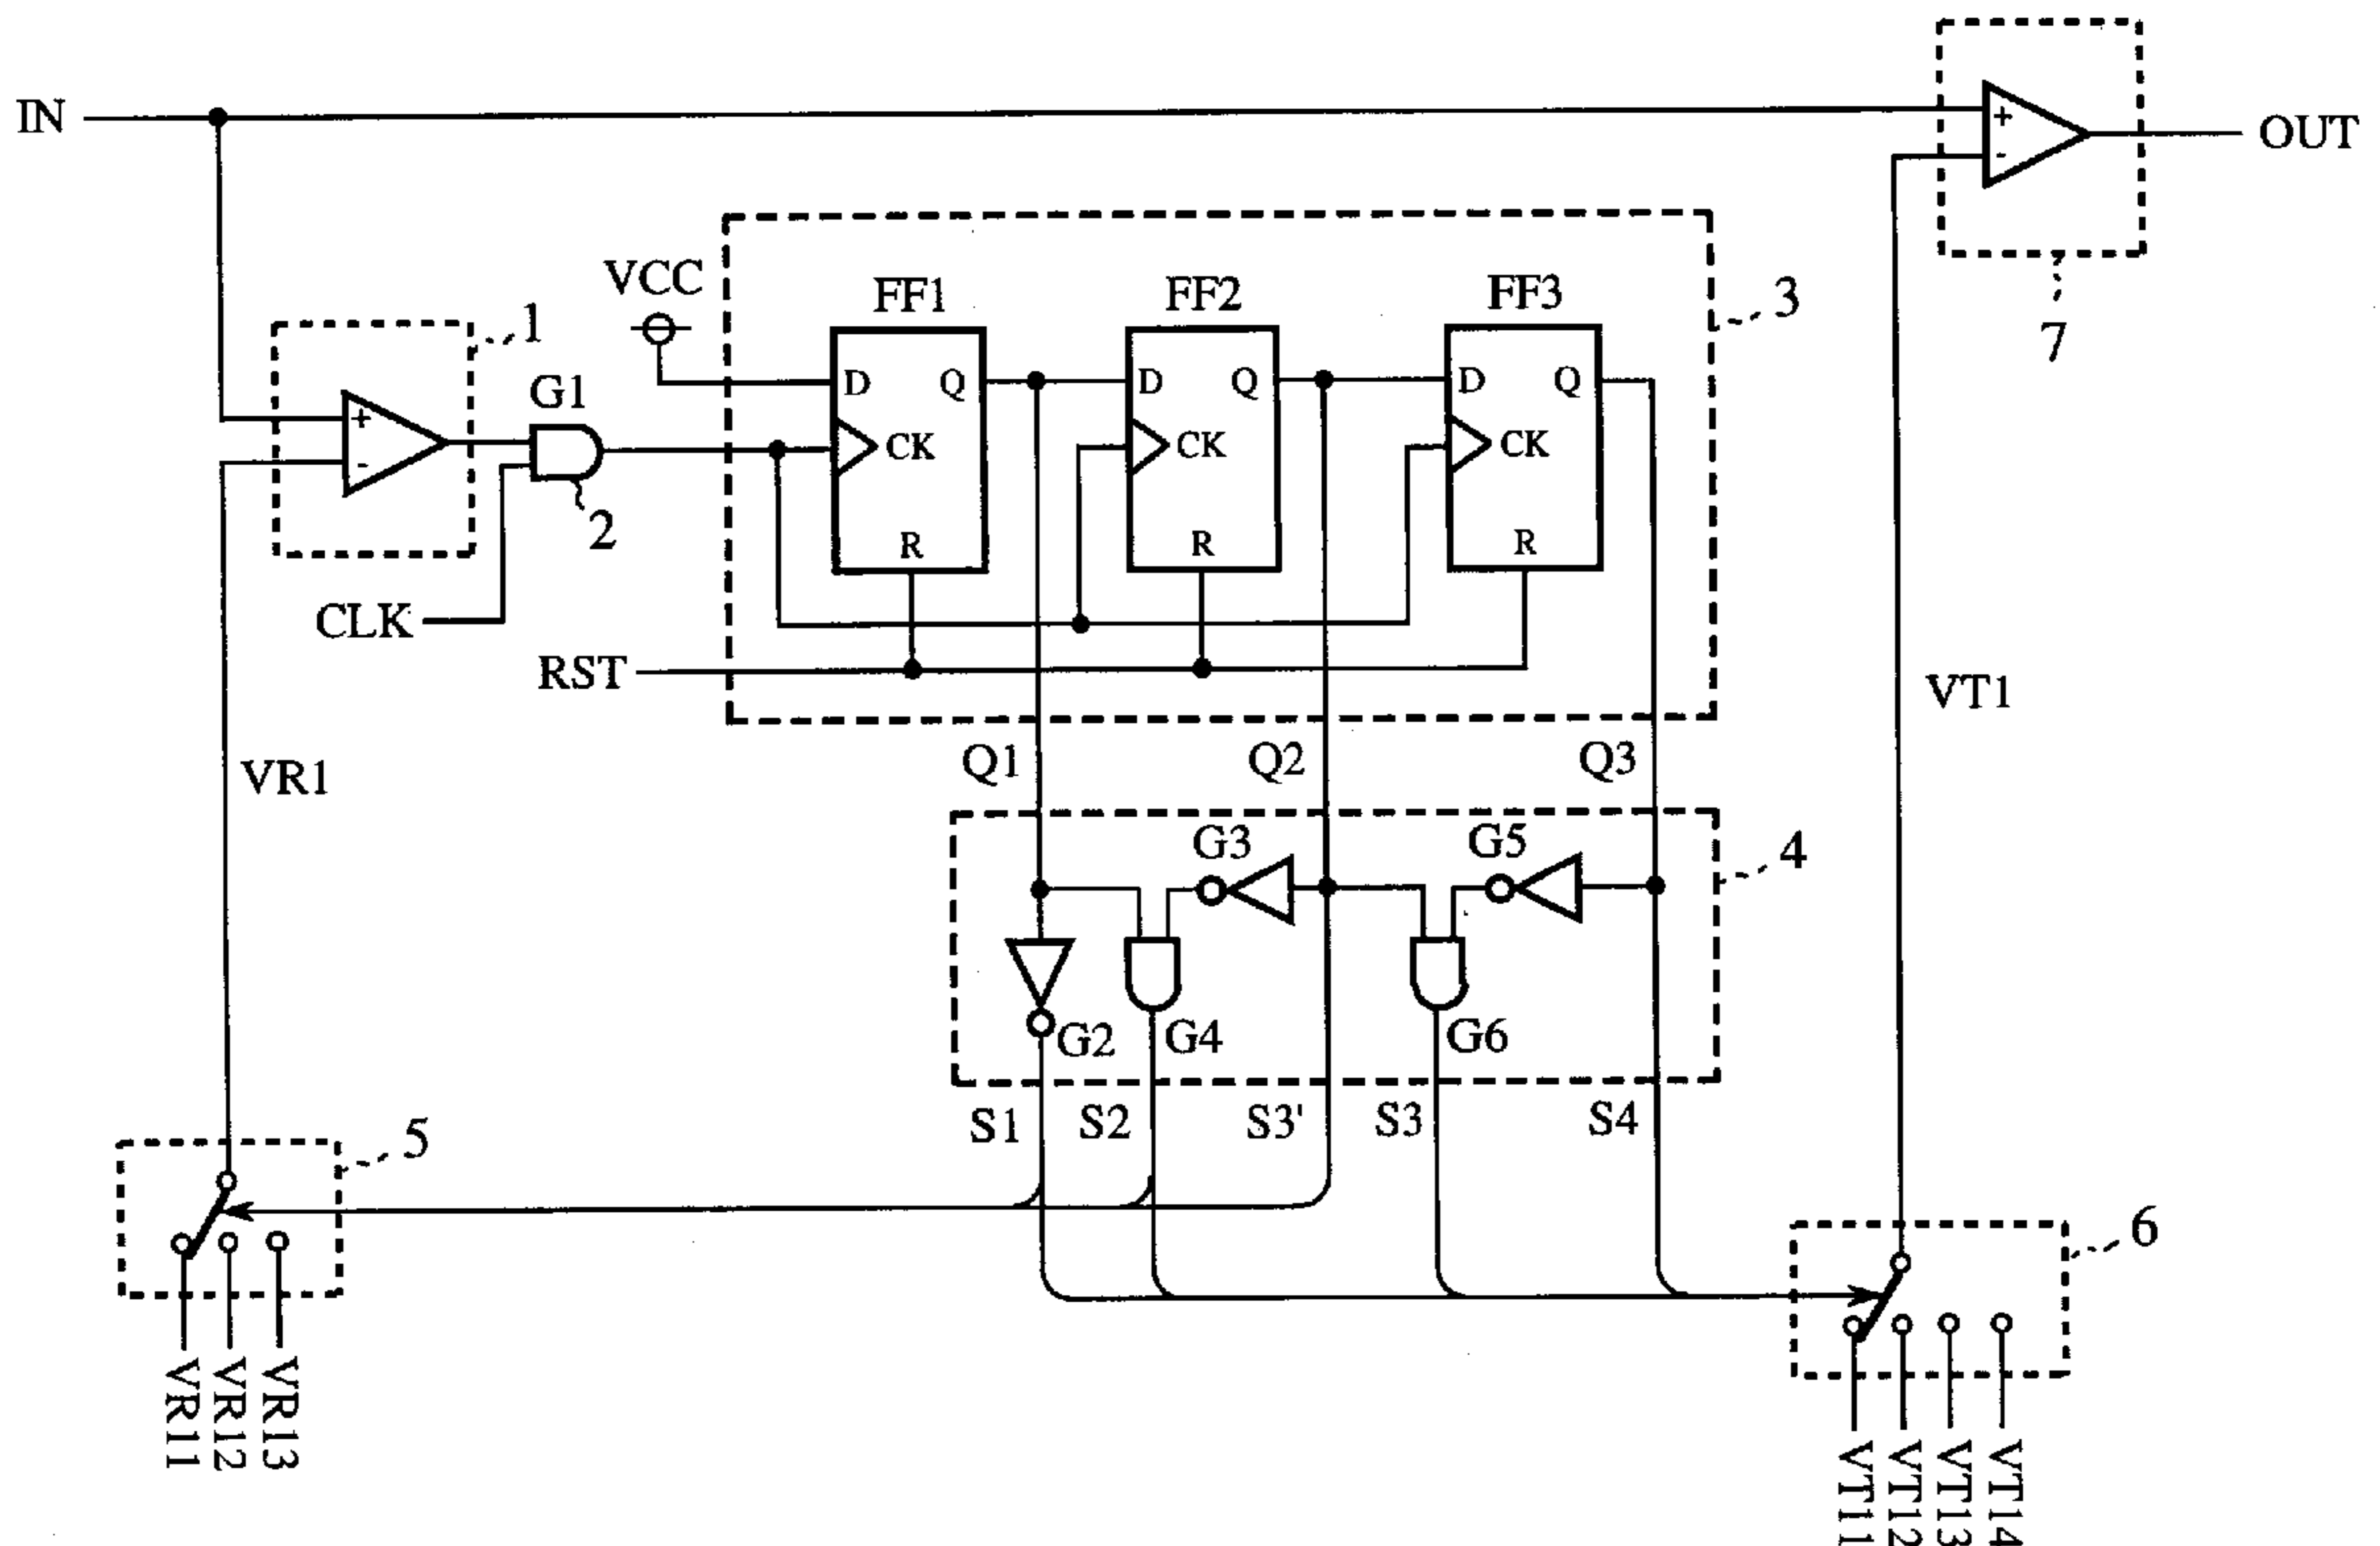 IN
+
-
OUT
7
VCC
FF1
FF2
FF3
3
1
G1
+
-
2
D
Q
CK
R
D
Q
CK
R
D
Q
CK
R
CLK
RST
VR1
VT1
Q1
Q2
Q3
G3
G5
4
G2
G4
G6
S1
S2
S3'
S3
S4
5
6
VR11
VR12
VR13
VT11
VT12
VT13
VT14